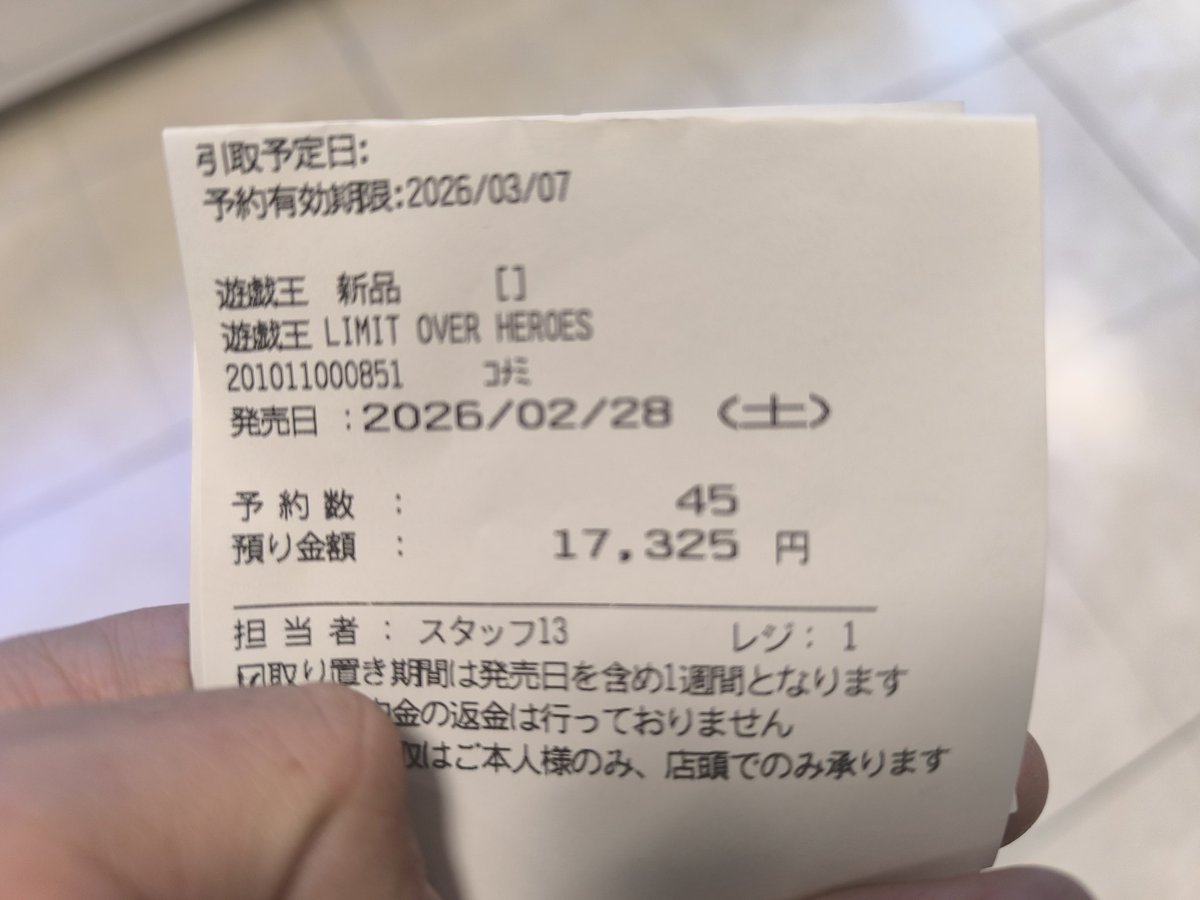 引取予定日:
予約有効期限:2026/03/07
遊戯王 新品 []
遊戯王 LIMIT OVER HEROES
201011000851 コナミ
発売日 :2026/02/28 (土)
予約数 : 45
預り金額 : 17,325 円
担当者 : スタッフ13 レジ: 1
☑取り置き期間は発売日を含め1週間となります
金の返金は行っておりません
取はご本人様のみ、店頭でのみ承ります